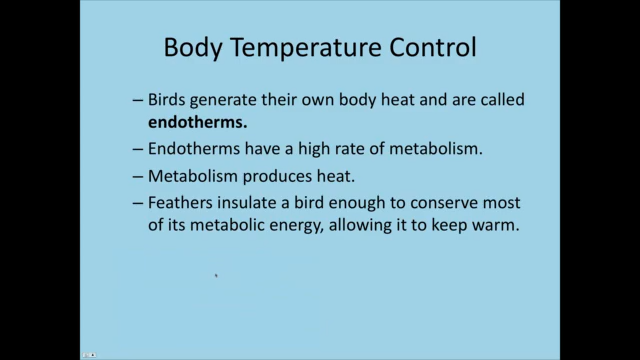 Body Temperature Control
– Birds generate their own body heat and are called
endotherms.
– Endotherms have a high rate of metabolism.
– Metabolism produces heat.
– Feathers insulate a bird enough to conserve most
of its metabolic energy, allowing it to keep warm.